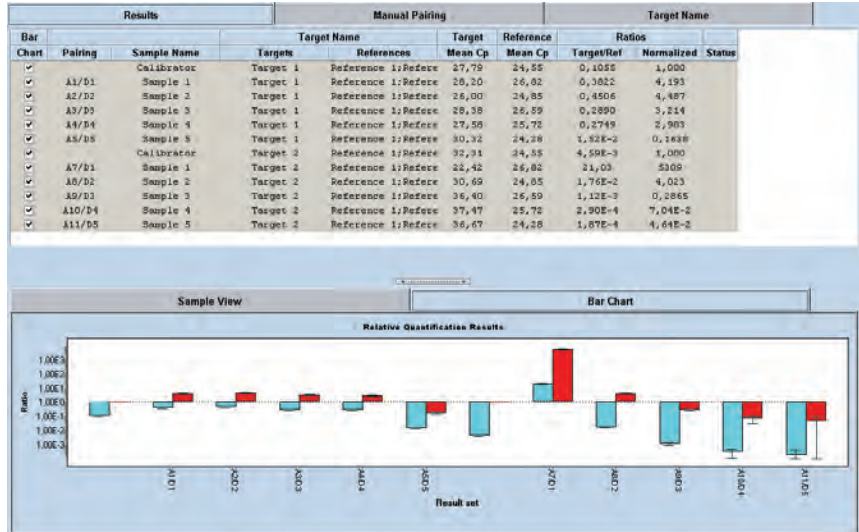 Results Manual Pairing Target Name
Bar Target Name Target Reference Ratios
Chart Pairing Sample Name Targets References Mean Cp Mean Cp Target/Ref Normalized Status
Calibrator Target 1 Reference 1;Refere 27,79 24,55 0,1055 1,000
A1/D1 Sample 1 Target 1 Reference 1;Refere 28,20 26,82 0,3822 4,193
A2/D2 Sample 2 Target 1 Reference 1;Refere 26,00 24,85 0,4506 4,487
A3/D3 Sample 3 Target 1 Reference 1;Refere 28,38 26,59 0,2890 3,214
A4/D4 Sample 4 Target 1 Reference 1;Refere 27,58 25,72 0,2749 2,983
A5/D5 Sample 5 Target 1 Reference 1;Refere 30,32 24,28 1,52E-2 0,1638
Calibrator Target 2 Reference 1;Refere 32,31 24,55 4,59E-3 1,000
A7/D1 Sample 1 Target 2 Reference 1;Refere 22,42 26,82 21,03 5309
A8/D2 Sample 2 Target 2 Reference 1;Refere 30,69 24,85 1,76E-2 4,023
A9/D3 Sample 3 Target 2 Reference 1;Refere 36,40 26,59 1,12E-3 0,2865
A10/D4 Sample 4 Target 2 Reference 1;Refere 37,47 25,72 2,90E-4 7,04E-2
A11/D5 Sample 5 Target 2 Reference 1;Refere 36,67 24,28 1,87E-4 4,64E-2
Sample View Bar Chart
Relative Quantification Results
Ratio
1,00E3
1,00E2
1,00E1
1,00E0
1,00E-1
1,00E-2
1,00E-3
A1/D1 A2/D2 A3/D3 A4/D4 A5/D5 A7/D1 A8/D2 A9/D3 A10/D4 A11/D5
Result set